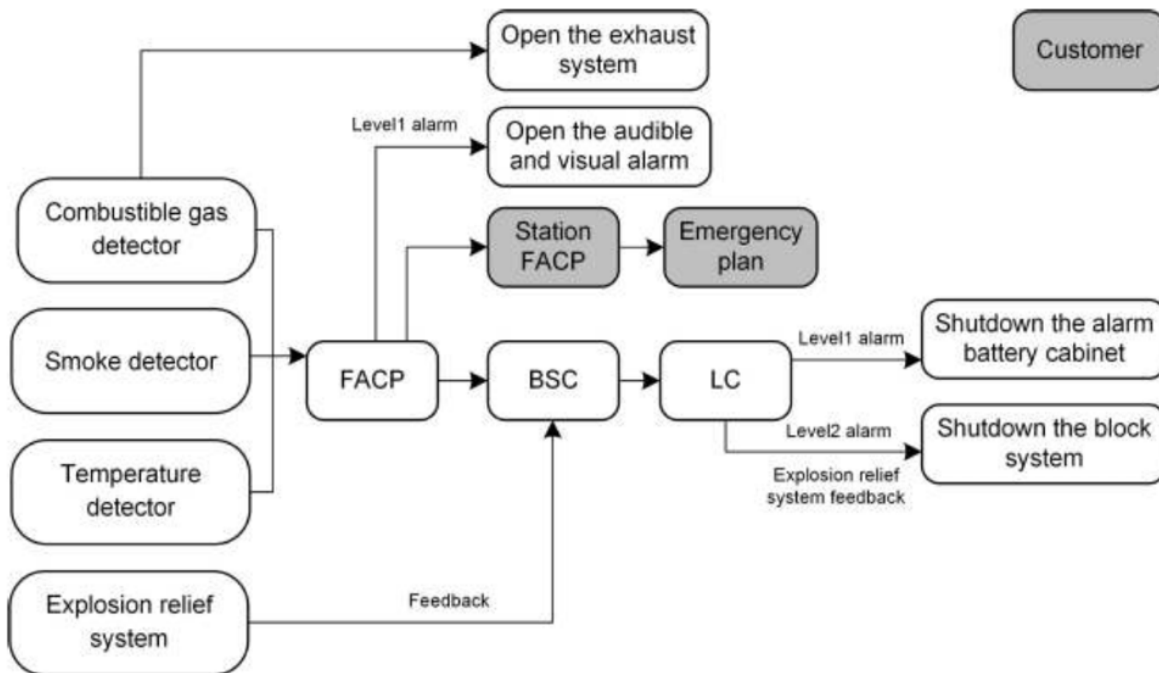 Open the exhaust
system
Customer
Level1 alarm
Open the audible
and visual alarm
Combustible gas
detector
Station
FACP
Emergency
plan
Smoke detector
FACP
BSC
LC
Level1 alarm
Shutdown the alarm
battery cabinet
Level2 alarm
Explosion relief
system feedback
Shutdown the block
system
Temperature
detector
Explosion relief
system
Feedback